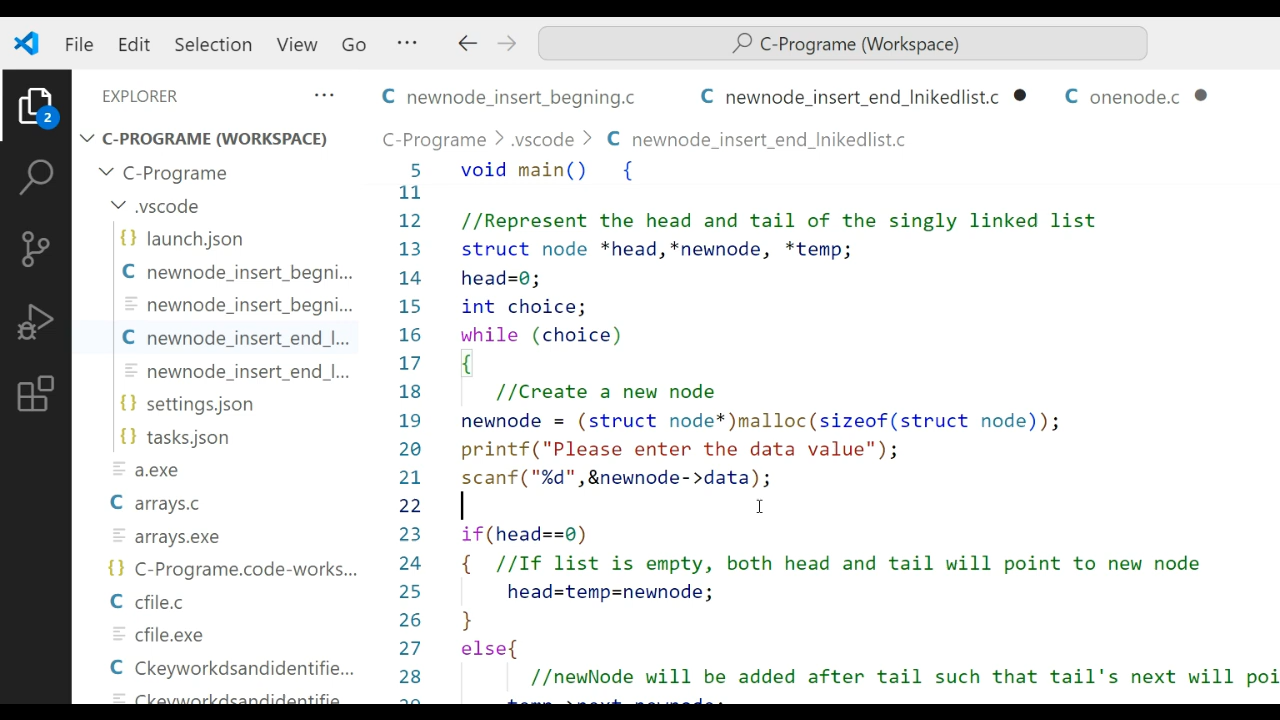 File Edit Selection View Go ··· ← → C-Programe (Workspace)
EXPLORER ···
2
C-PROGRAME (WORKSPACE)
C-Programe
.vscode
{} launch.json
C newnode_insert_begni...
newnode_insert_begni...
C newnode_insert_end_l...
newnode_insert_end_l...
{} settings.json
{} tasks.json
a.exe
C arrays.c
arrays.exe
{} C-Programe.code-works...
C cfile.c
cfile.exe
C Ckeyworkdsandidentifie...
Ckeyworkdsandidentifie...
C newnode_insert_begning.c C newnode_insert_end_lnikedlist.c ● C onenode.c ●
C-Programe > .vscode > C newnode_insert_end_lnikedlist.c
5 void main() {
11
12 //Represent the head and tail of the singly linked list
13 struct node *head,*newnode, *temp;
14 head=0;
15 int choice;
16 while (choice)
17 {
18 //Create a new node
19 newnode = (struct node*)malloc(sizeof(struct node));
20 printf("Please enter the data value");
21 scanf("%d",&newnode->data);
22
23 if(head==0)
24 { //If list is empty, both head and tail will point to new node
25 head=temp=newnode;
26 }
27 else{
28 //newNode will be added after tail such that tail's next will poi
29 temp->next=newnode;